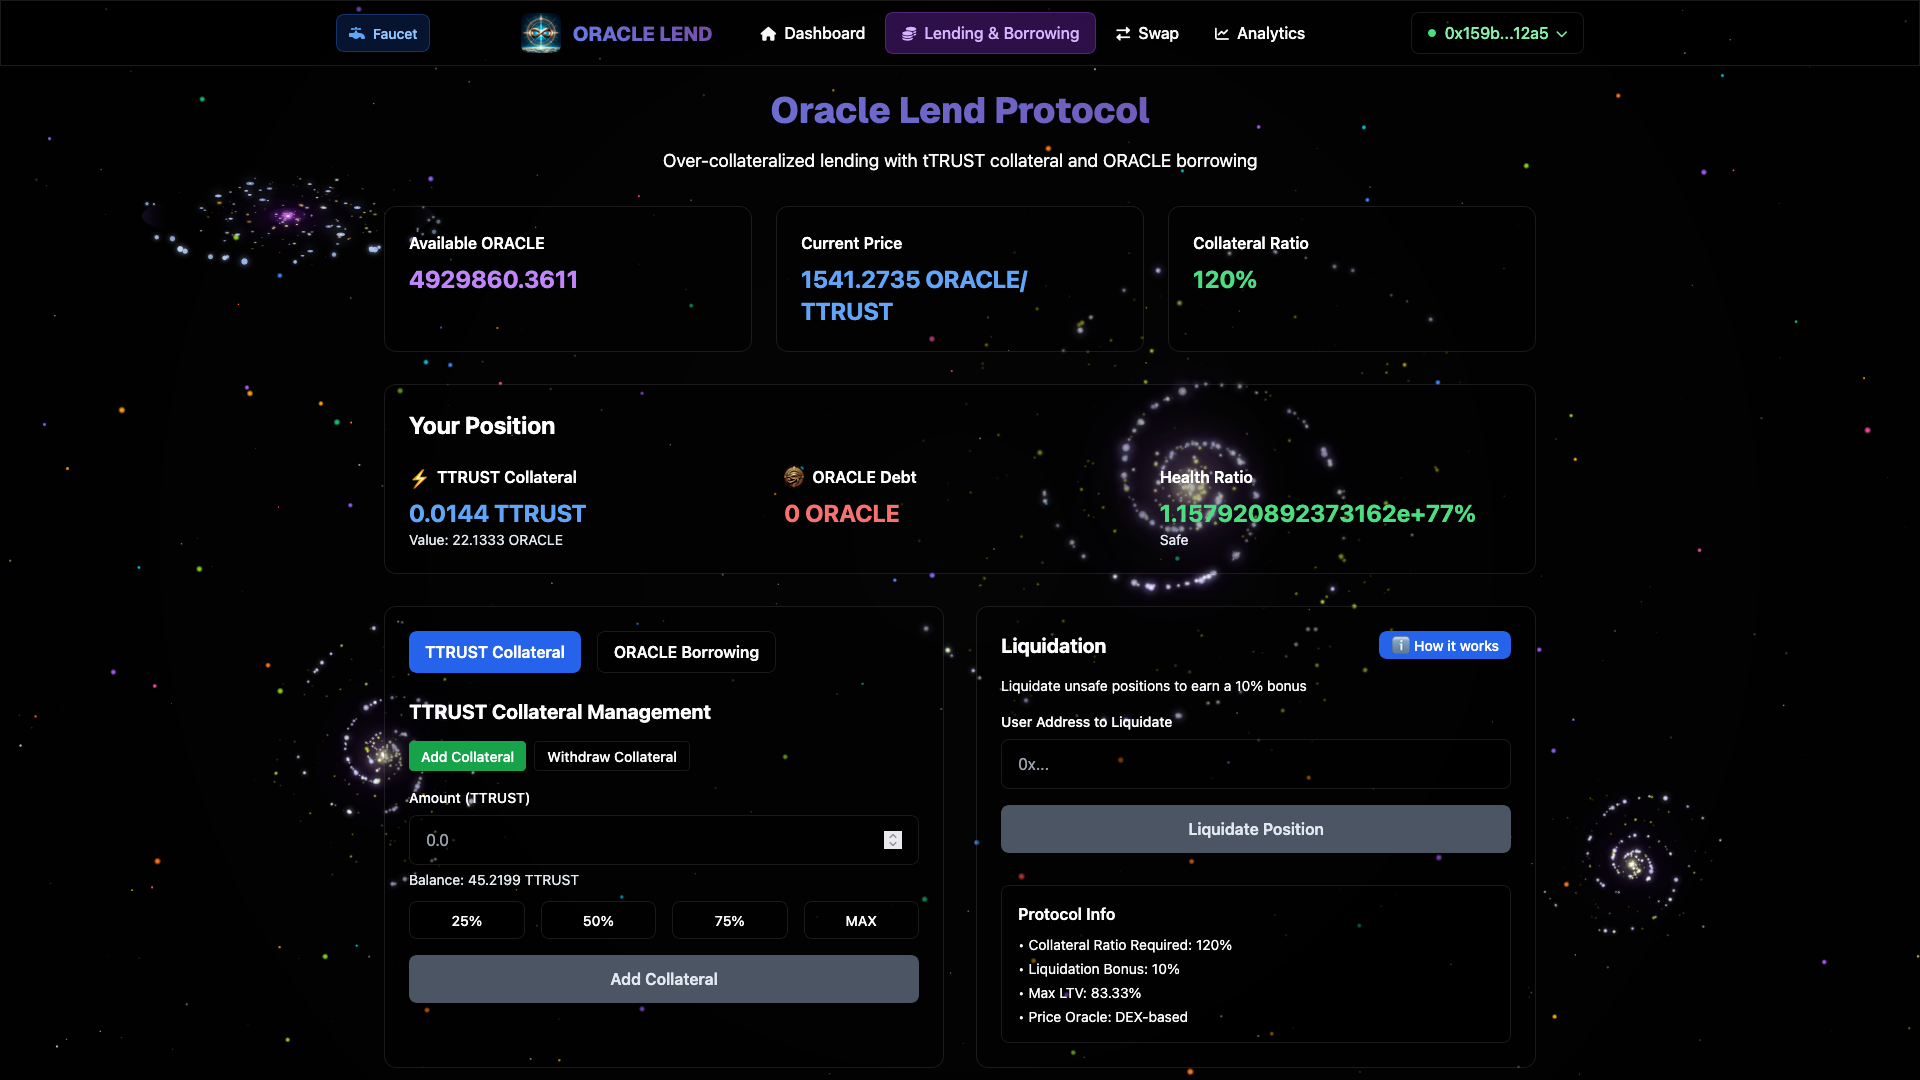 Faucet
ORACLE LEND
Dashboard
Lending & Borrowing
Swap
Analytics
0x159b...12a5
Oracle Lend Protocol
Over-collateralized lending with tTRUST collateral and ORACLE borrowing
Available ORACLE
4929860.3611
Current Price
1541.2735 ORACLE/
TTRUST
Collateral Ratio
120%
Your Position
⚡ TTRUST Collateral
0.0144 TTRUST
Value: 22.1333 ORACLE
ORACLE Debt
0 ORACLE
Health Ratio
1.157920892373162e+77%
Safe
TTRUST Collateral
ORACLE Borrowing
TTRUST Collateral Management
Add Collateral
Withdraw Collateral
Amount (TTRUST)
0.0
Balance: 45.2199 TTRUST
25%
50%
75%
MAX
Add Collateral
Liquidation
ℹ️ How it works
Liquidate unsafe positions to earn a 10% bonus
User Address to Liquidate
0x...
Liquidate Position
Protocol Info
• Collateral Ratio Required: 120%
• Liquidation Bonus: 10%
• Max LTV: 83.33%
• Price Oracle: DEX-based